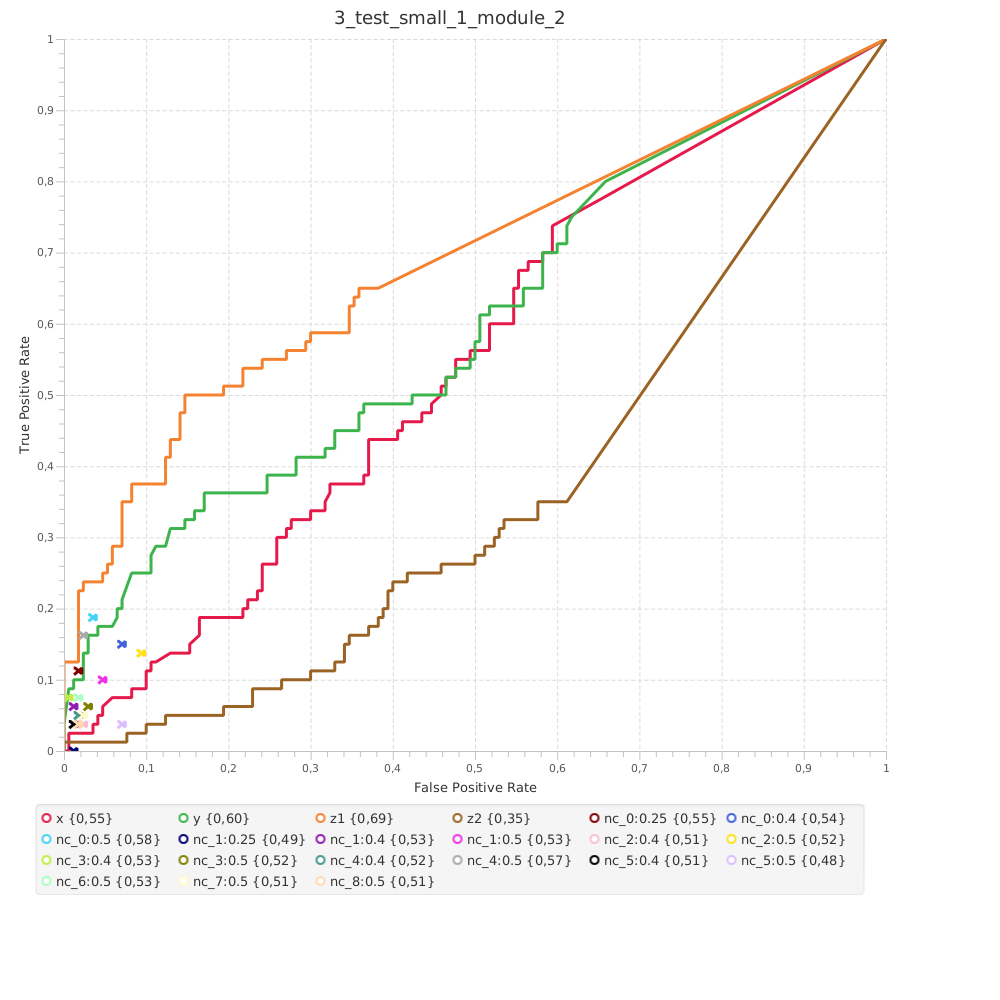 3_test_small_1_module_2
1
0,9
0,8
0,7
0,6
0,5
0,4
0,3
0,2
0,1
0
True Positive Rate
0 0,1 0,2 0,3 0,4 0,5 0,6 0,7 0,8 0,9 1
False Positive Rate
x {0,55} y {0,60} z1 {0,69} z2 {0,35} nc_0:0.25 {0,55} nc_0:0.4 {0,54}
nc_0:0.5 {0,58} nc_1:0.25 {0,49} nc_1:0.4 {0,53} nc_1:0.5 {0,53} nc_2:0.4 {0,51} nc_2:0.5 {0,52}
nc_3:0.4 {0,53} nc_3:0.5 {0,52} nc_4:0.4 {0,52} nc_4:0.5 {0,57} nc_5:0.4 {0,51} nc_5:0.5 {0,48}
nc_6:0.5 {0,53} nc_7:0.5 {0,51} nc_8:0.5 {0,51}